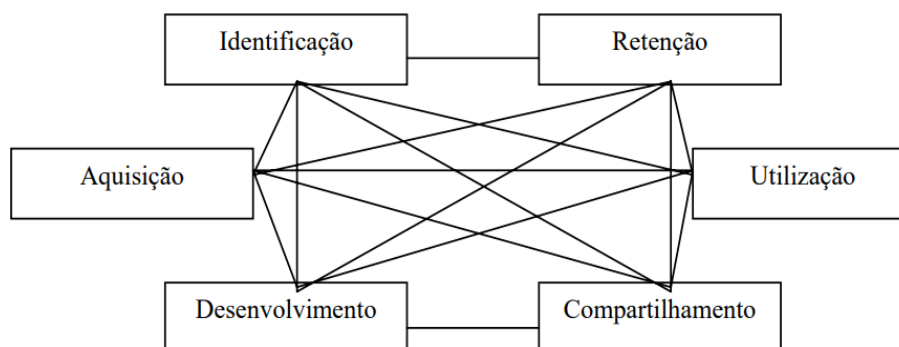 Identificação
Retenção
Aquisição
Utilização
Desenvolvimento
Compartilhamento